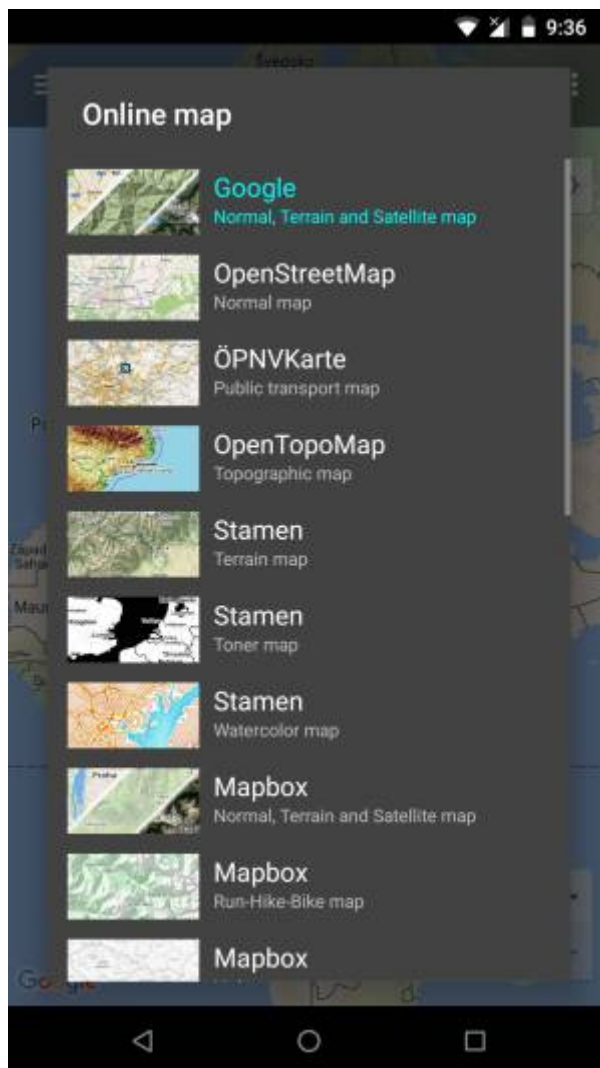 9:36
Švédsko
Online map
Google
Normal, Terrain and Satellite map
OpenStreetMap
Normal map
ÖPNVKarte
Public transport map
OpenTopoMap
Topographic map
Stamen
Terrain map
Stamen
Toner map
Stamen
Watercolor map
Mapbox
Normal, Terrain and Satellite map
Mapbox
Run-Hike-Bike map
Mapbox
Google